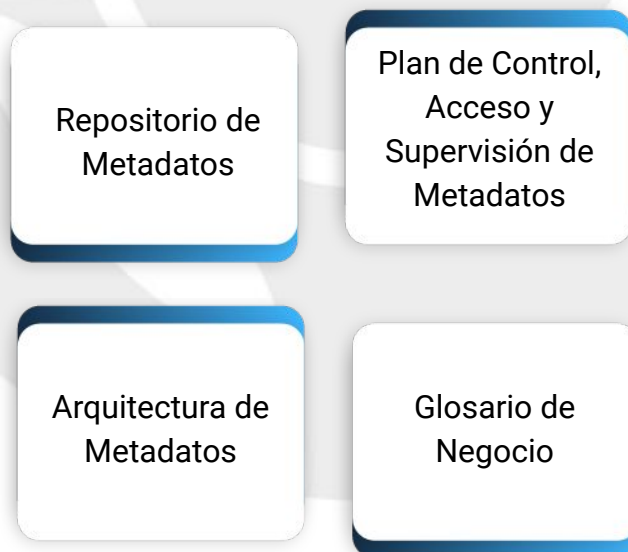 Repositorio de
Metadatos
Plan de Control,
Acceso y
Supervisión de
Metadatos
Arquitectura de
Metadatos
Glosario de
Negocio